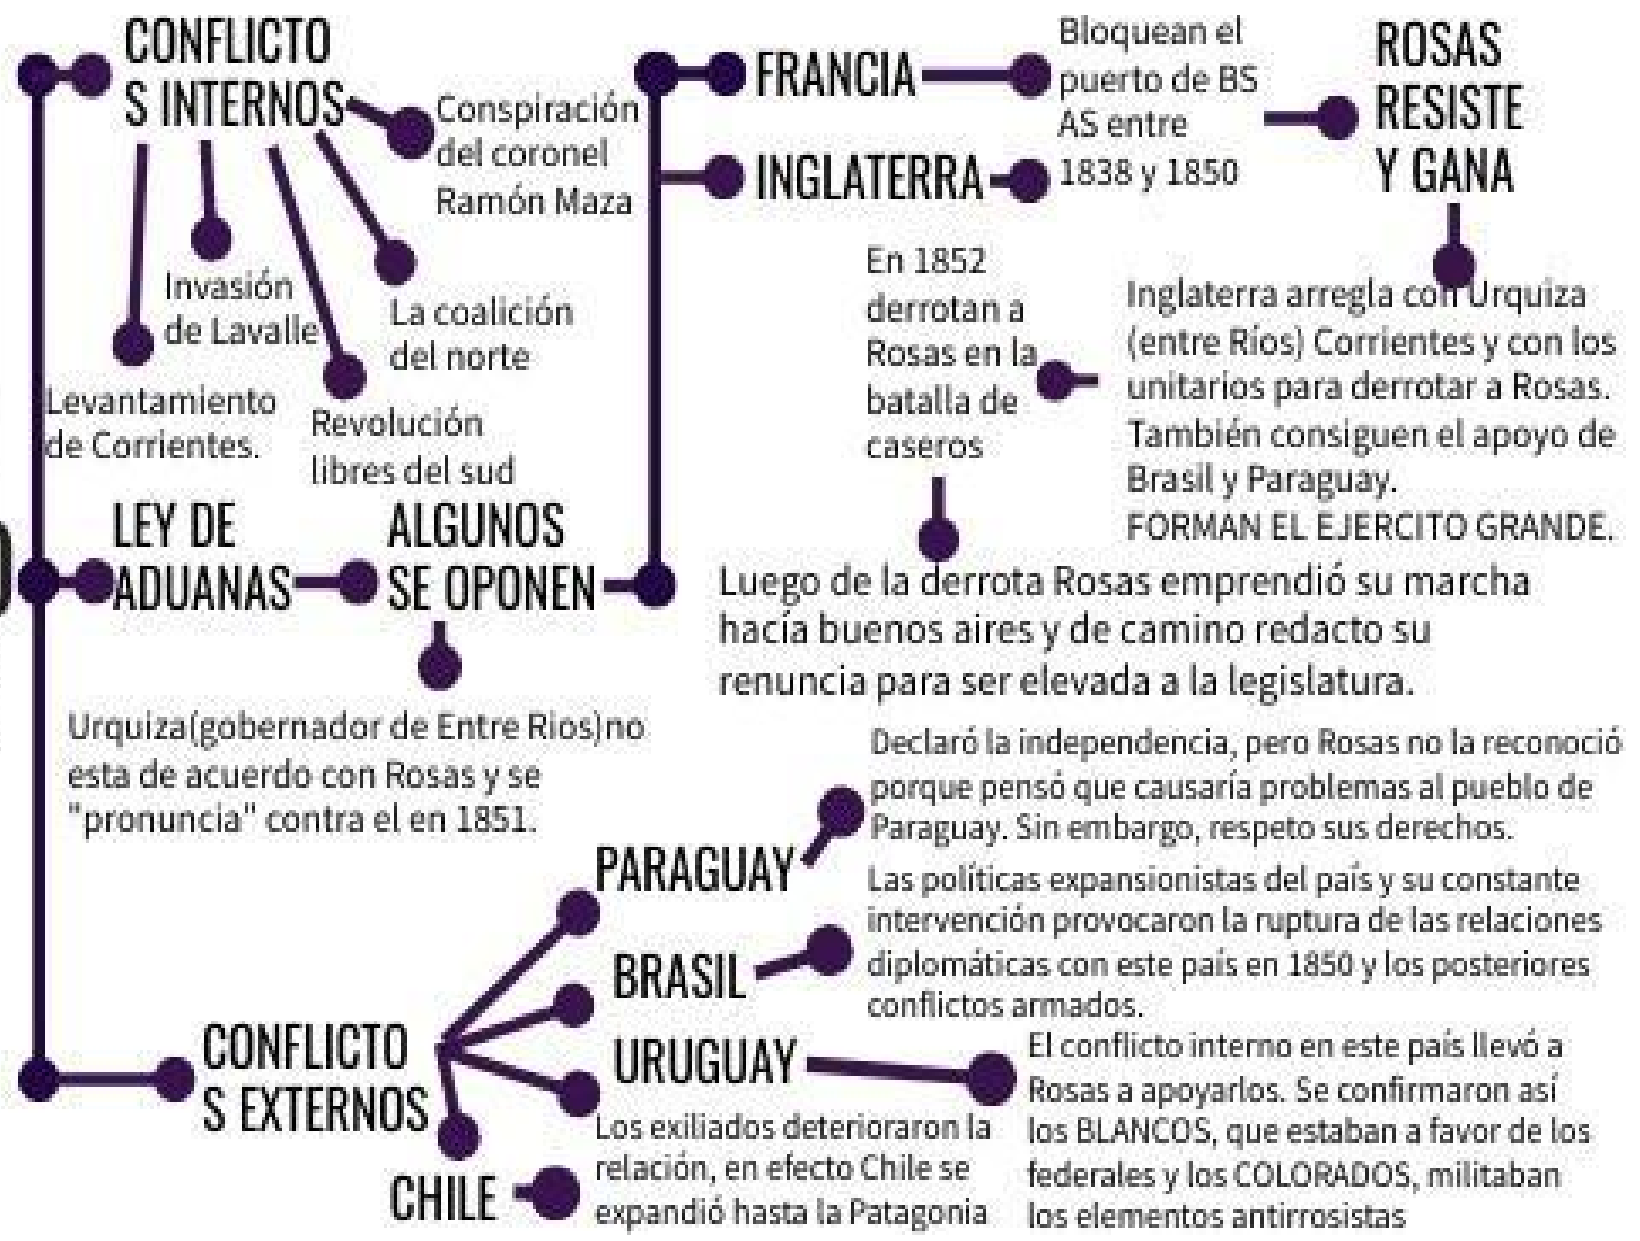 CONFLICTO
S INTERNOS
Conspiración
del coronel
Ramón Maza
Invasión
de Lavalle
La coalición
del norte
Levantamiento
de Corrientes.
Revolución
libres del sud
LEY DE
ADUANAS
ALGUNOS
SE OPONEN
Urquiza(gobernador de Entre Rios)no
esta de acuerdo con Rosas y se
"pronuncia" contra el en 1851.
FRANCIA
INGLATERRA
Bloquean el
puerto de BS
AS entre
1838 y 1850
ROSAS
RESISTE
Y GANA
Inglaterra arregla con Urquiza
(entre Ríos) Corrientes y con los
unitarios para derrotar a Rosas.
También consiguen el apoyo de
Brasil y Paraguay.
FORMAN EL EJERCITO GRANDE.
En 1852
derrotan a
Rosas en la
batalla de
caseros
Luego de la derrota Rosas emprendió su marcha
hacía buenos aires y de camino redacto su
renuncia para ser elevada a la legislatura.
CONFLICTO
S EXTERNOS
PARAGUAY
Declaró la independencia, pero Rosas no la reconoció
porque pensó que causaría problemas al pueblo de
Paraguay. Sin embargo, respeto sus derechos.
BRASIL
Las políticas expansionistas del país y su constante
intervención provocaron la ruptura de las relaciones
diplomáticas con este país en 1850 y los posteriores
conflictos armados.
URUGUAY
El conflicto interno en este país llevó a
Rosas a apoyarlos. Se confirmaron así
los BLANCOS, que estaban a favor de los
federales y los COLORADOS, militaban
los elementos antirrosistas
CHILE
Los exiliados deterioraron la
relación, en efecto Chile se
expandió hasta la Patagonia